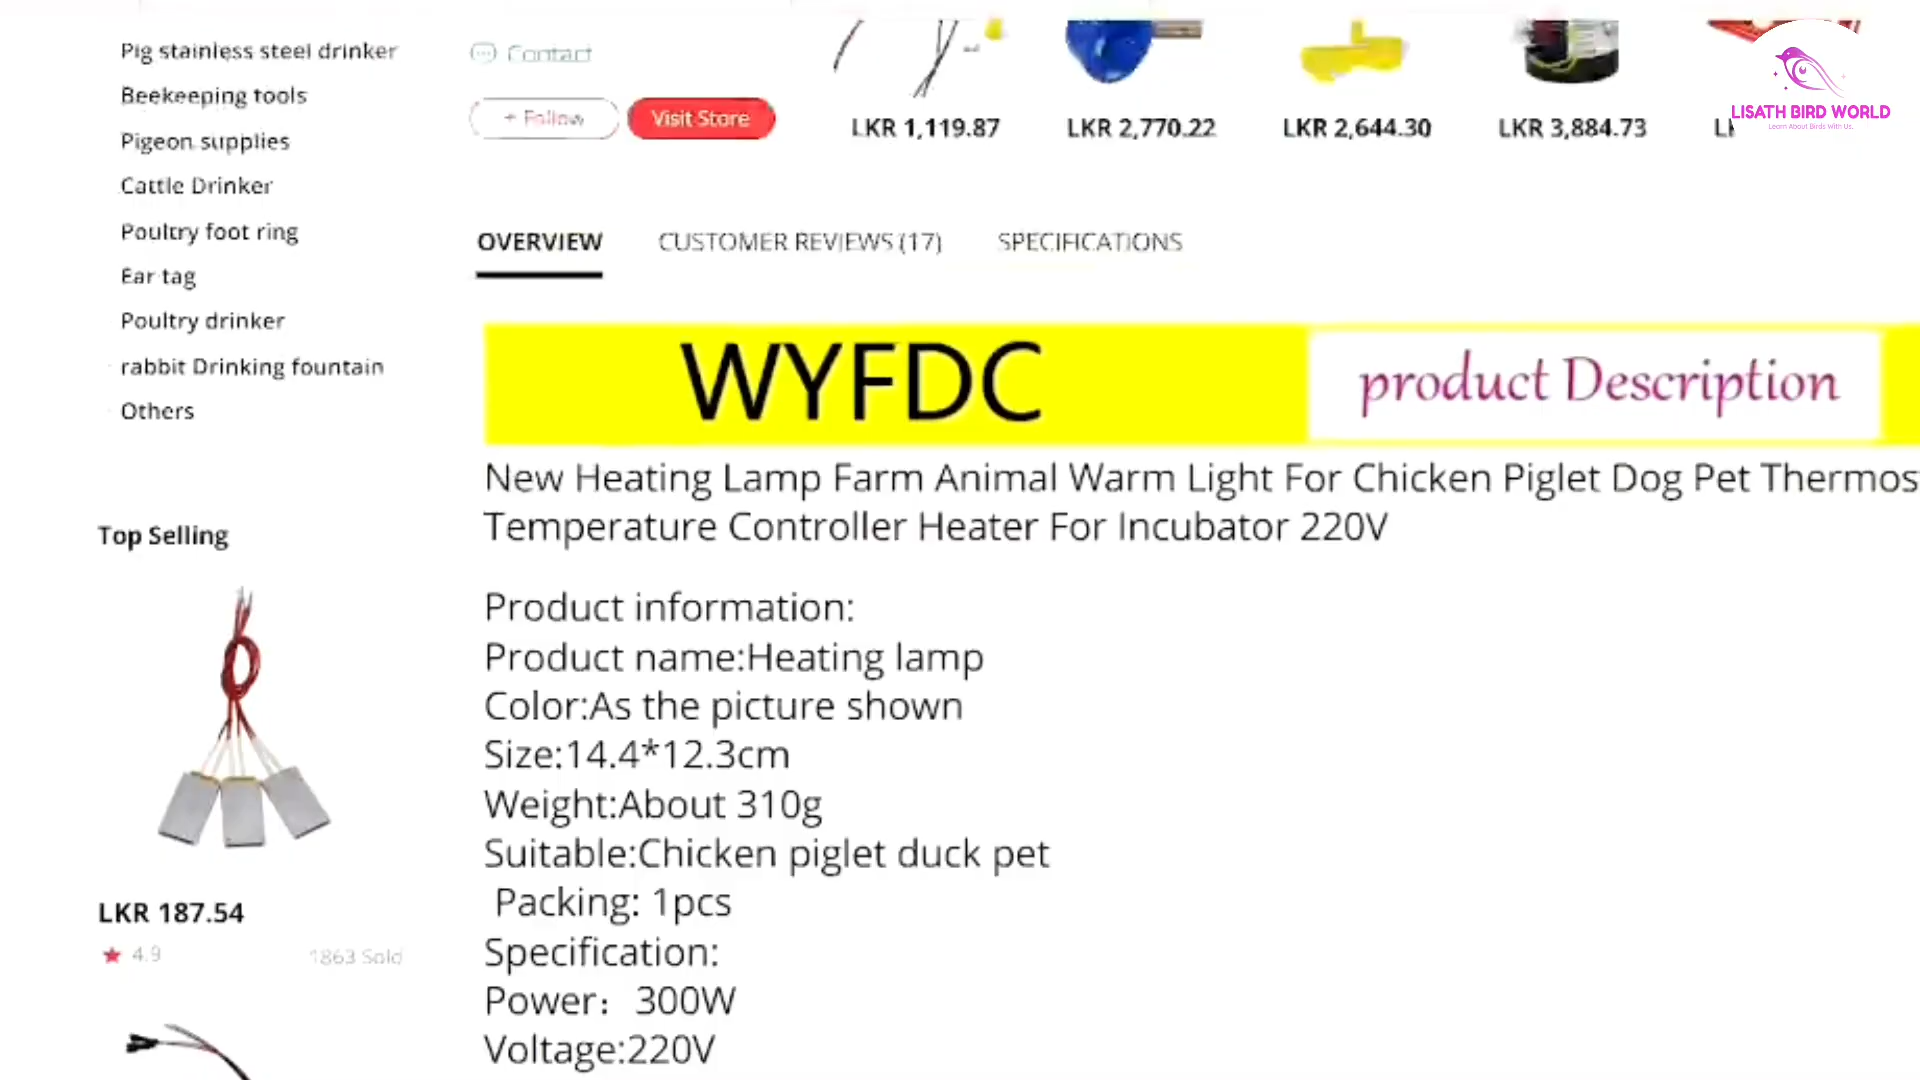 Pig stainless steel drinker
Beekeeping tools
Pigeon supplies
Cattle Drinker
Poultry foot ring
Ear tag
Poultry drinker
rabbit Drinking fountain
Others
Top Selling
LKR 187.54
4.9
1863 Sold
Contact
+ Follow
Visit Store
LKR 1,119.87
LKR 2,770.22
LKR 2,644.30
LKR 3,884.73
LISATH BIRD WORLD
Learn About Birds With Us.
OVERVIEW
CUSTOMER REVIEWS (17)
SPECIFICATIONS
WYFDC
product Description
New Heating Lamp Farm Animal Warm Light For Chicken Piglet Dog Pet Thermos
Temperature Controller Heater For Incubator 220V
Product information:
Product name:Heating lamp
Color:As the picture shown
Size:14.4*12.3cm
Weight:About 310g
Suitable:Chicken piglet duck pet
Packing: 1pcs
Specification:
Power： 300W
Voltage:220V